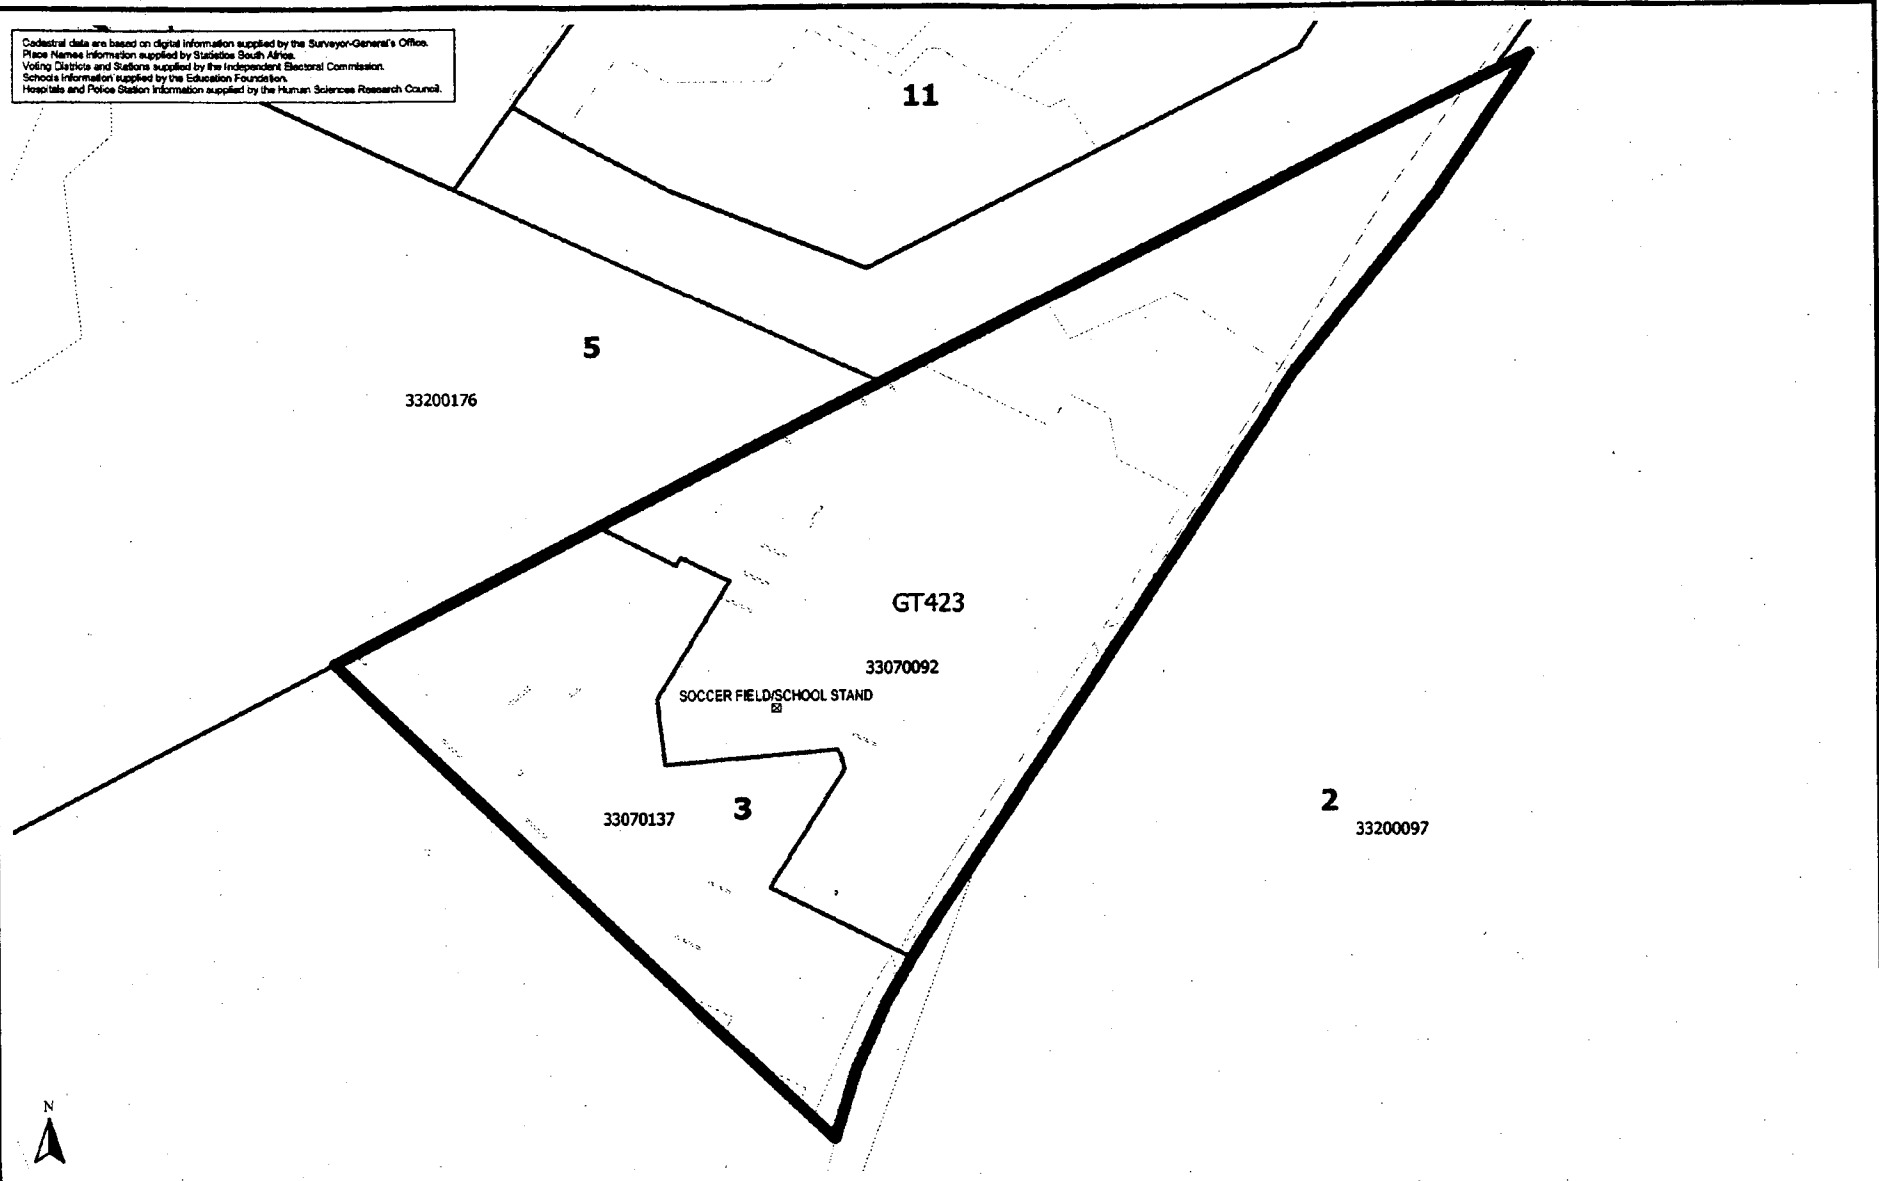 Cadastral data are based on digital information supplied by the Surveyor-General's Office.
Place Names information supplied by Statistics South Africa.
Voting Districts and Stations supplied by the Independent Electoral Commission.
Schools information supplied by the Education Foundation.
Hospitals and Police Station information supplied by the Human Sciences Research Council.
11
5
33200176
GT423
33070092
SOCCER FIELD/SCHOOL STAND
33070137
3
2
33200097
N